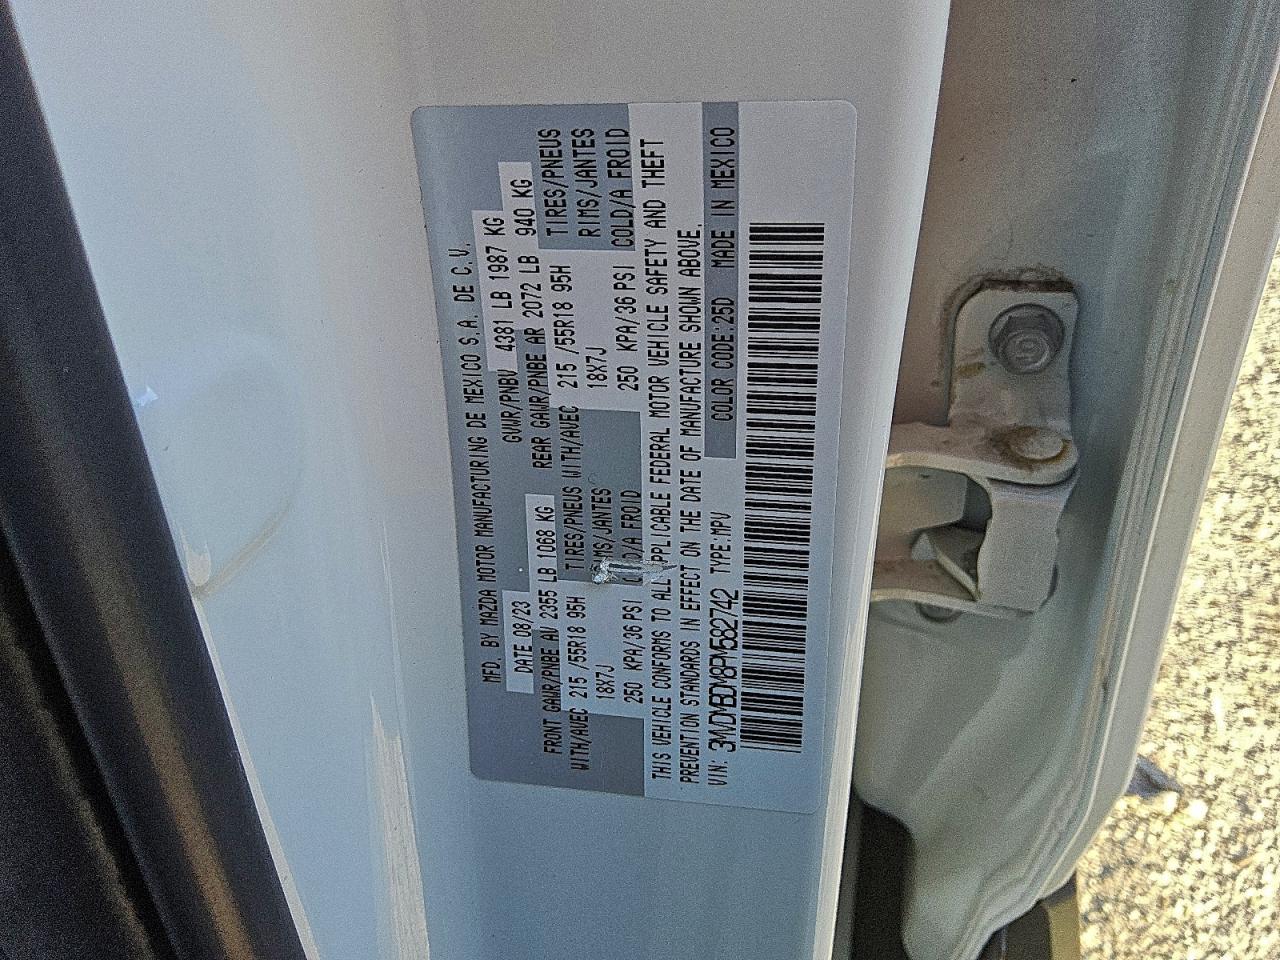 MFD. BY MAZDA MOTOR MANUFACTURING DE MEXICO S.A. DE C.V.
DATE 08/23 GVWR/PNBV 4381 LB 1987 KG
FRONT GAWR/PNBE AV 2355 LB 1068 KG REAR GAWR/PNBE AR 2072 LB 940 KG
WITH/AVEC 215 /55R18 95H TIRES/PNEUS WITH/AVEC 215 /55R18 95H TIRES/PNEUS
18X7J RIMS/JANTES 18X7J RIMS/JANTES
250 KPA/36 PSI COLD/A FROID 250 KPA/36 PSI COLD/A FROID
THIS VEHICLE CONFORMS TO ALL APPLICABLE FEDERAL MOTOR VEHICLE SAFETY AND THEFT
PREVENTION STANDARDS IN EFFECT ON THE DATE OF MANUFACTURE SHOWN ABOVE.
VIN: 3MVDMBDM8PM582742 TYPE:MPV COLOR CODE:25D MADE IN MEXICO